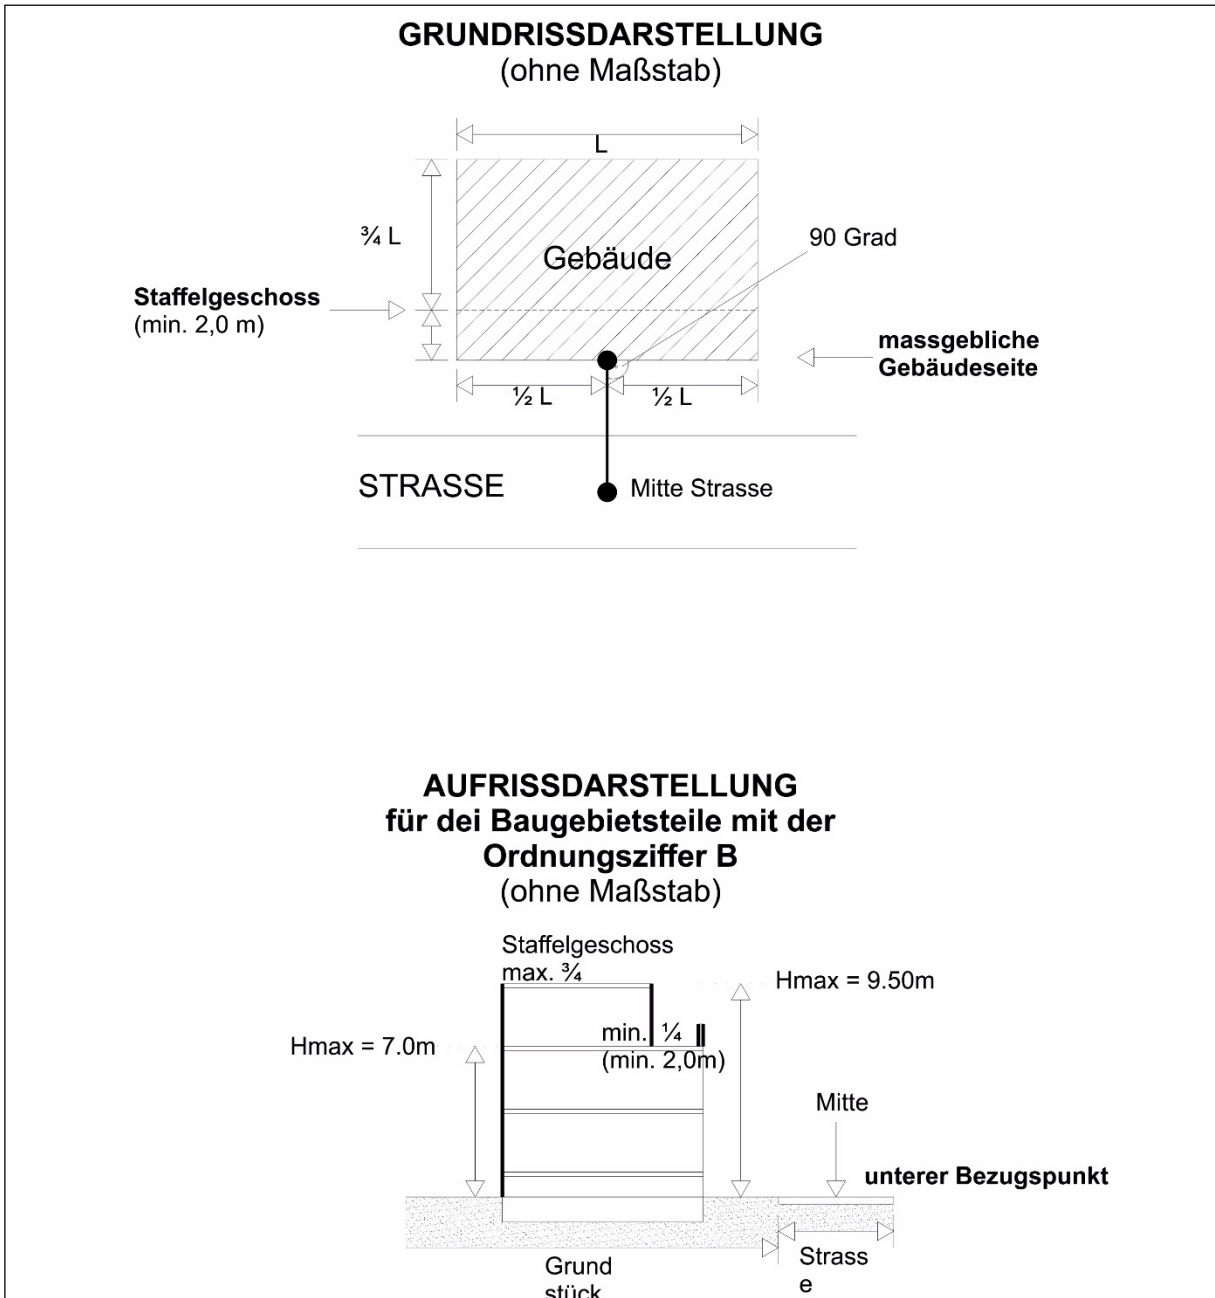 GRUNDRISSDARSTELLUNG
(ohne Maßstab)
L
¾ L
90 Grad
Gebäude
Staffelgeschoss
(min. 2,0 m)
massgebliche
Gebäudeseite
½ L
½ L
STRASSE
Mitte Strasse
AUFRISSDARSTELLUNG
für dei Baugebietsteile mit der
Ordnungsziffer B
(ohne Maßstab)
Staffelgeschoss
max. ¾
Hmax = 9.50m
min. ¼
(min. 2,0m)
Hmax = 7.0m
Mitte
unterer Bezugspunkt
Grund
stück
Strass
e